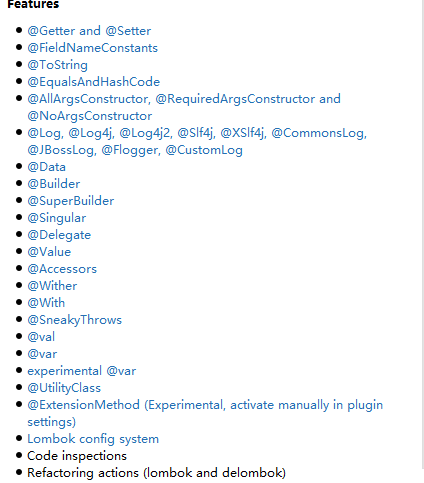 Features
@Getter and @Setter
@FieldNameConstants
@ToString
@EqualsAndHashCode
@AllArgsConstructor, @RequiredArgsConstructor and
@NoArgsConstructor
@Log, @Log4j, @Log4j2, @Slf4j, @XSlf4j, @CommonsLog,
@JBossLog, @Flogger, @CustomLog
@Data
@Builder
@SuperBuilder
@Singular
@Delegate
@Value
@Accessors
@Wither
@With
@SneakyThrows
@val
@var
experimental @var
@UtilityClass
@ExtensionMethod (Experimental, activate manually in plugin
settings)
Lombok config system
Code inspections
Refactoring actions (lombok and delombok)